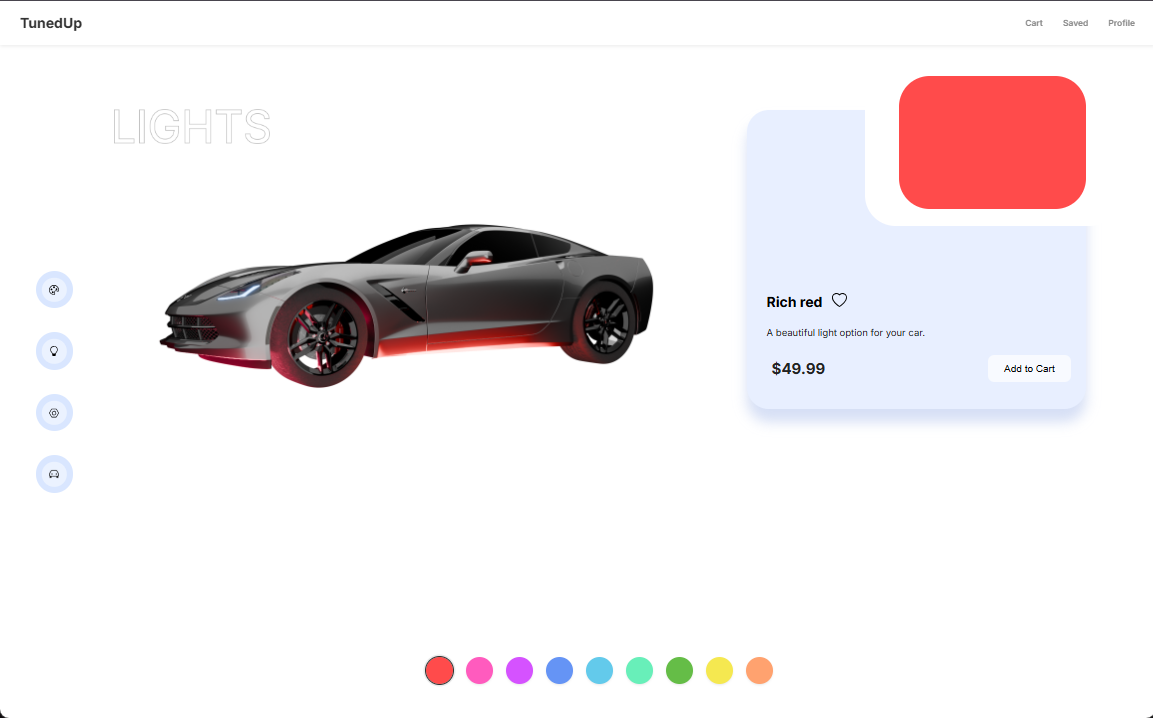 TunedUp
Cart Saved Profile
LIGHTS
Rich red
A beautiful light option for your car.
$49.99
Add to Cart